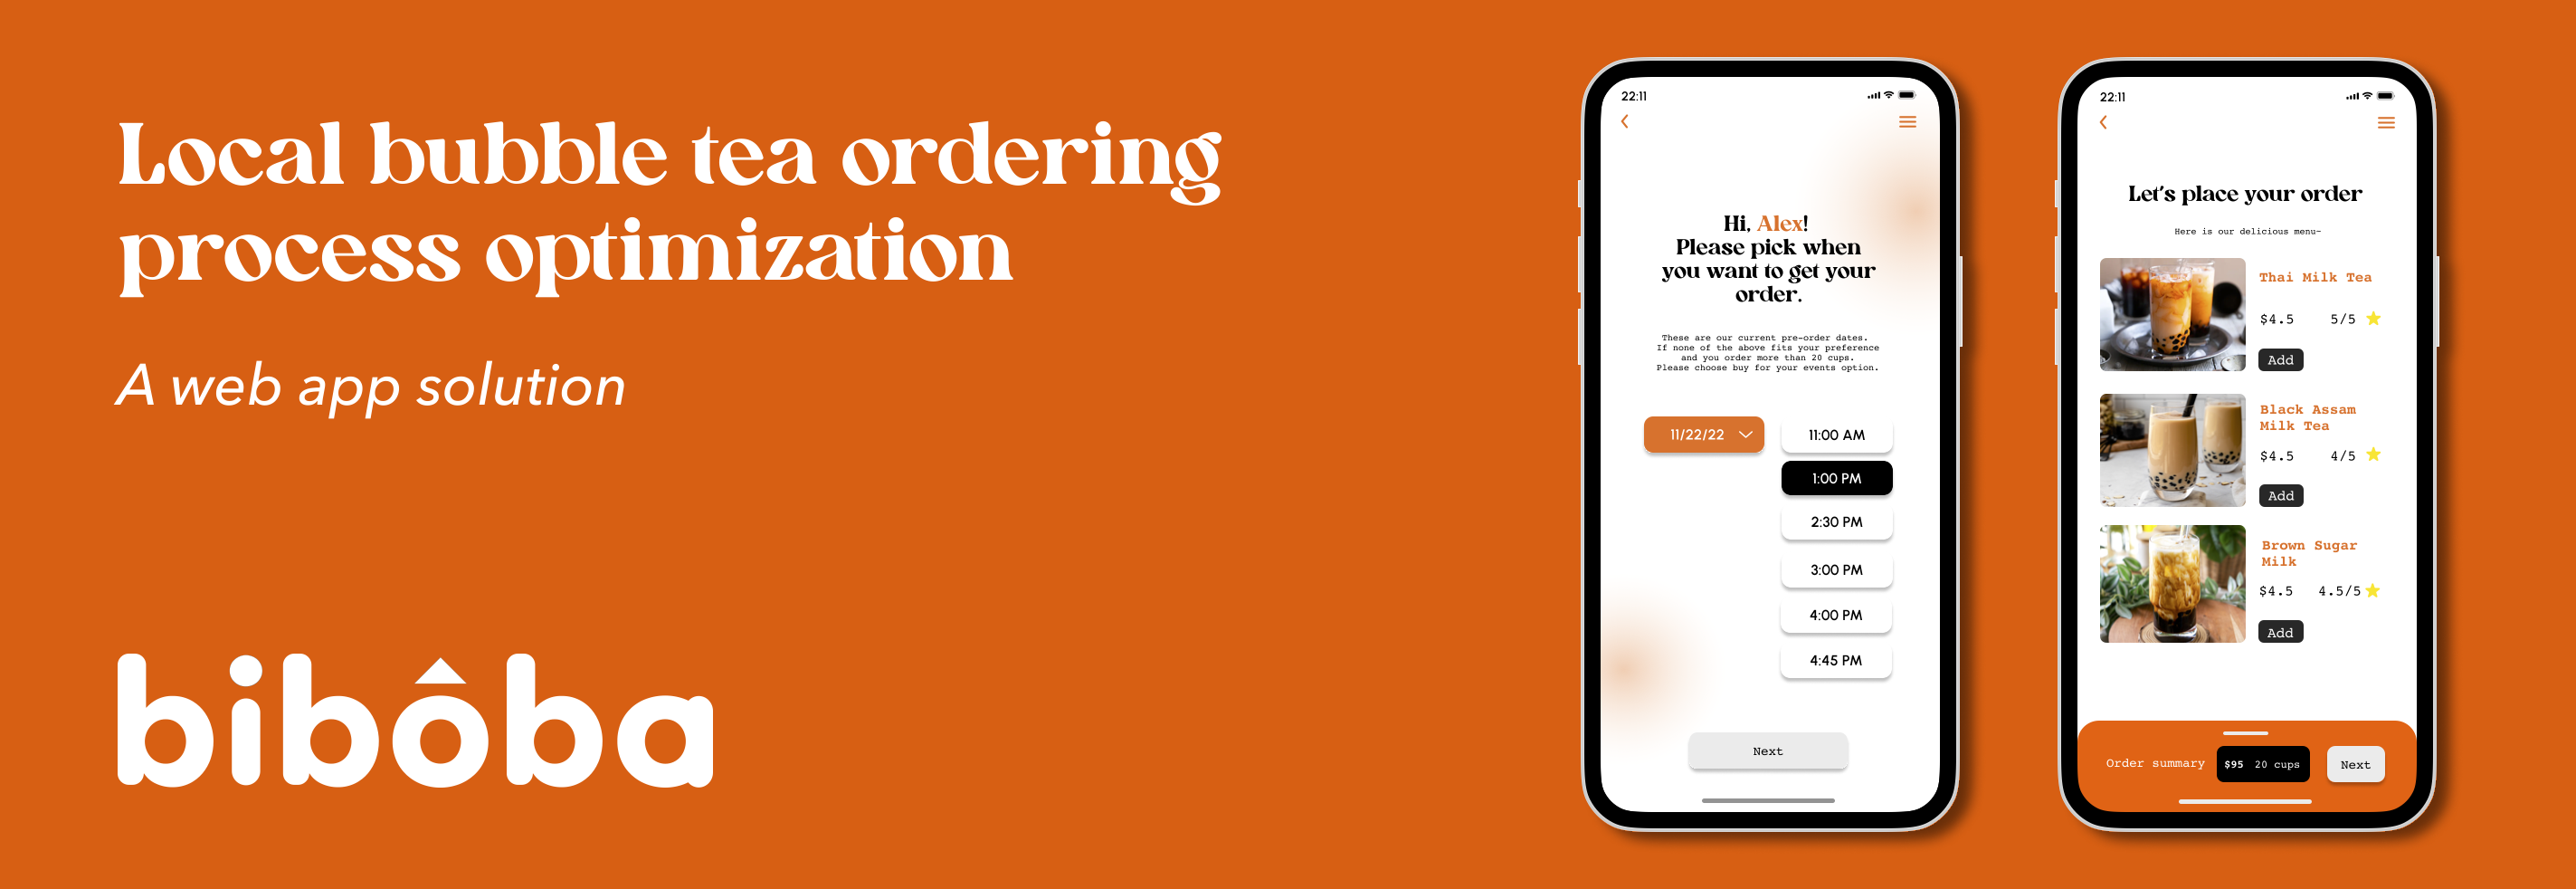 Local bubble tea ordering
process optimization
A web app solution
bibôba
22:11
Hi, Alex!
Please pick when
you want to get your
order.
These are our current pre-order dates.
If none of the above fits your preference
and you order more than 20 cups.
Please choose buy for your events option.
11/22/22
11:00 AM
1:00 PM
2:30 PM
3:00 PM
4:00 PM
4:45 PM
Next
22:11
Let's place your order
Here is our delicious menu~
Thai Milk Tea
$4.5 5/5
Add
Black Assam
Milk Tea
$4.5 4/5
Add
Brown Sugar
Milk
$4.5 4.5/5
Add
Order summary $95 20 cups Next